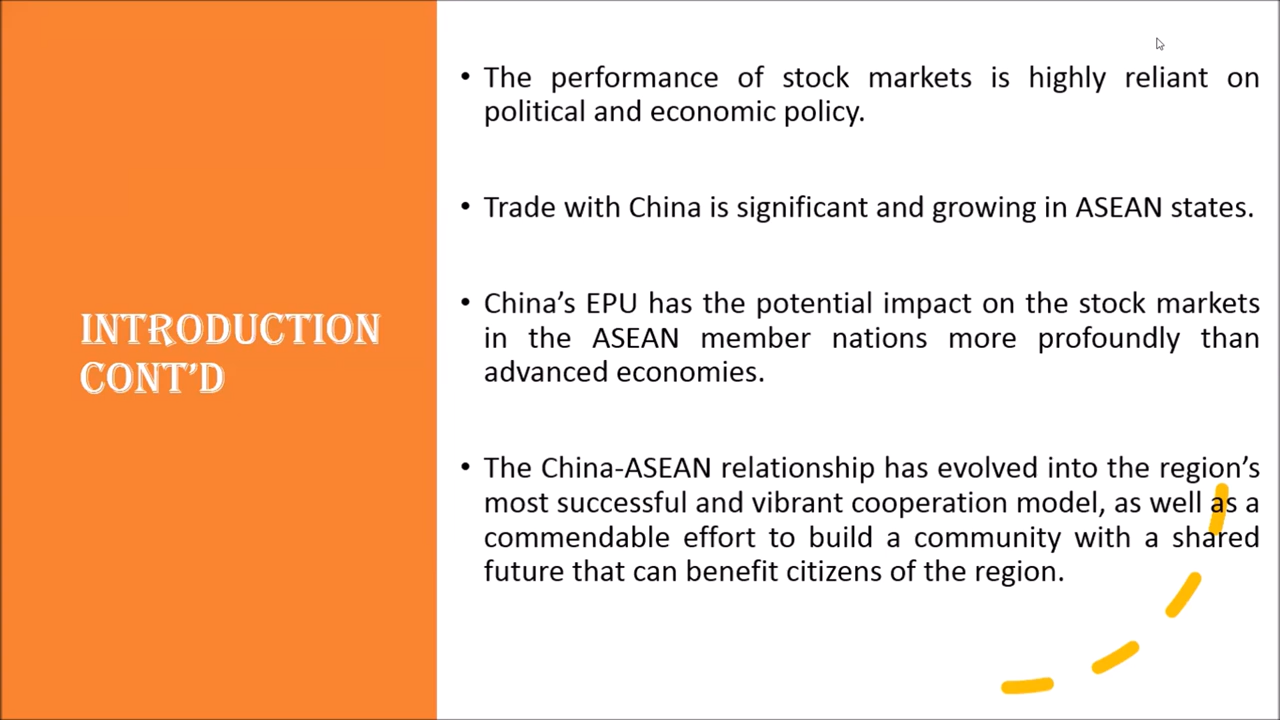 INTRODUCTION
CONT'D
• The performance of stock markets is highly reliant on
political and economic policy.
• Trade with China is significant and growing in ASEAN states.
• China’s EPU has the potential impact on the stock markets
in the ASEAN member nations more profoundly than
advanced economies.
• The China-ASEAN relationship has evolved into the region’s
most successful and vibrant cooperation model, as well as a
commendable effort to build a community with a shared
future that can benefit citizens of the region.